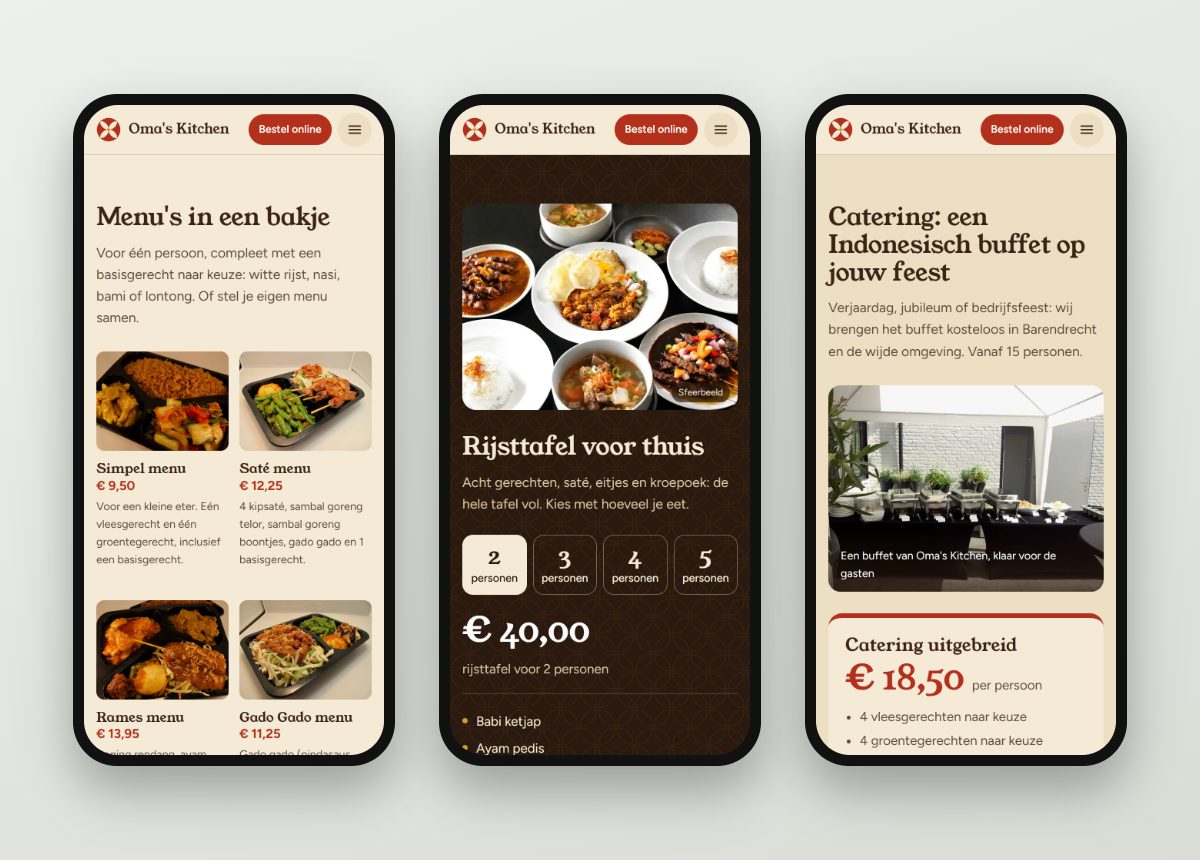 Oma's Kitchen
Bestel online
Menu's in een bakje
Voor één persoon, compleet met een
basisgerecht naar keuze: witte rijst, nasi,
bami of lontong. Of stel je eigen menu
samen.
Simpel menu
€ 9,50
Voor een kleine eter. Eén
vleesgerecht en één
groentegerecht, inclusief
een basisgerecht.
Saté menu
€ 12,25
4 kipsaté, sambal goreng
telor, sambal goreng
boontjes, gado gado en 1
basisgerecht.
Rames menu
€ 13,95
rendang, ayam
Gado Gado menu
€ 11,25
Gado gado (pindasaus
Oma's Kitchen
Bestel online
Sfeerbeeld
Rijsttafel voor thuis
Acht gerechten, saté, eitjes en kroepoek: de
hele tafel vol. Kies met hoeveel je eet.
2
personen
3
personen
4
personen
5
personen
€ 40,00
rijsttafel voor 2 personen
Babi ketjap
Ayam pedis
Oma's Kitchen
Bestel online
Catering: een
Indonesisch buffet op
jouw feest
Verjaardag, jubileum of bedrijfsfeest: wij
brengen het buffet kosteloos in Barendrecht
en de wijde omgeving. Vanaf 15 personen.
Een buffet van Oma's Kitchen, klaar voor de
gasten
Catering uitgebreid
€ 18,50 per persoon
4 vleesgerechten naar keuze
4 groentegerechten naar keuze